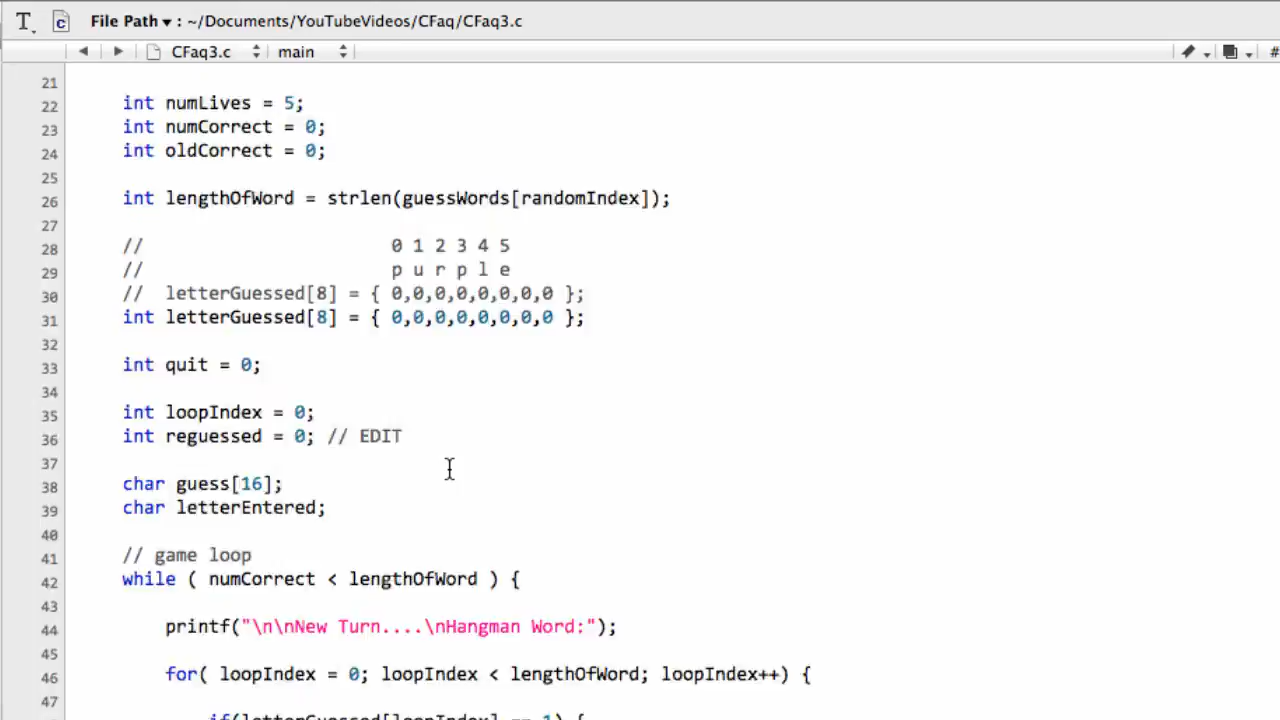 File Path ▾ : ~/Documents/YouTubeVideos/CFaq/CFaq3.c
CFaq3.c main #
21
22 int numLives = 5;
23 int numCorrect = 0;
24 int oldCorrect = 0;
25
26 int lengthOfWord = strlen(guessWords[randomIndex]);
27
28 // 0 1 2 3 4 5
29 // p u r p l e
30 // letterGuessed[8] = { 0,0,0,0,0,0,0,0 };
31 int letterGuessed[8] = { 0,0,0,0,0,0,0,0 };
32
33 int quit = 0;
34
35 int loopIndex = 0;
36 int reguessed = 0; // EDIT
37
38 char guess[16];
39 char letterEntered;
40
41 // game loop
42 while ( numCorrect < lengthOfWord ) {
43
44 printf("\n\nNew Turn....\nHangman Word:");
45
46 for( loopIndex = 0; loopIndex < lengthOfWord; loopIndex++) {
47
if(letterGuessed[loopIndex] == 1) {